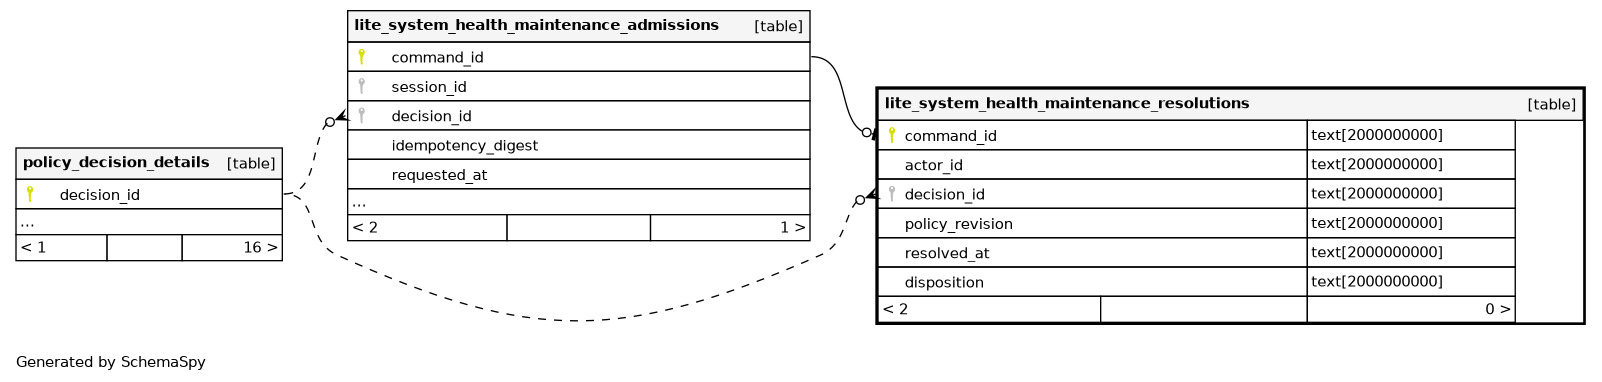 lite_system_health_maintenance_admissions [table]
command_id
session_id
decision_id
idempotency_digest
requested_at
...
< 2 1 >
policy_decision_details [table]
decision_id
...
< 1 16 >
lite_system_health_maintenance_resolutions [table]
command_id text[2000000000]
actor_id text[2000000000]
decision_id text[2000000000]
policy_revision text[2000000000]
resolved_at text[2000000000]
disposition text[2000000000]
< 2 0 >
Generated by SchemaSpy